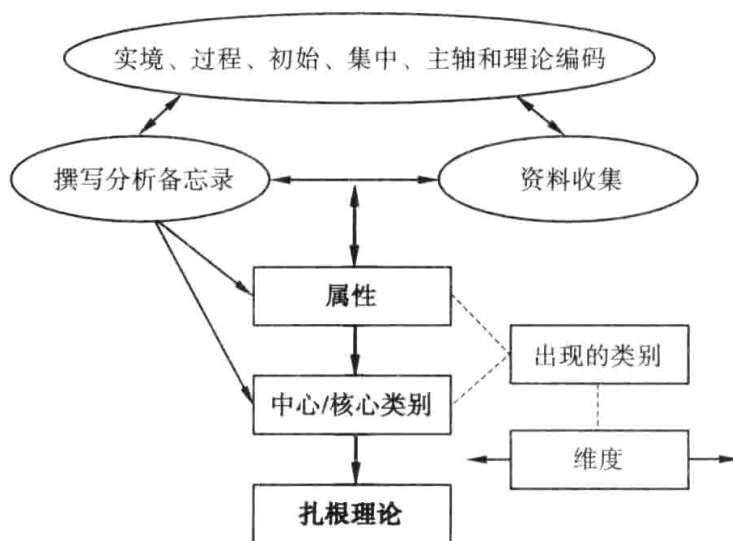 实境、过程、初始、集中、主轴和理论编码
撰写分析备忘录
资料收集
属性
出现的类别
中心/核心类别
维度
扎根理论